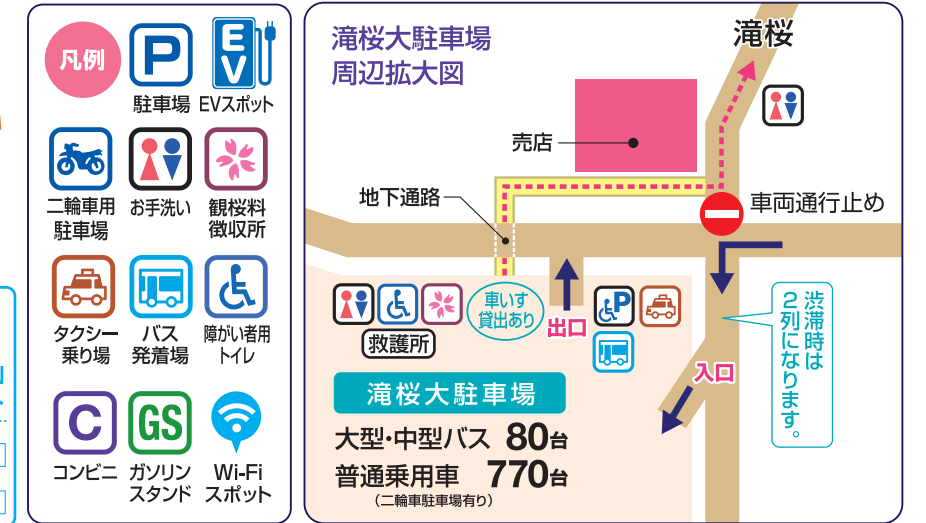 凡例
P
駐車場
EV
EVスポット
二輪車用
駐車場
お手洗い
観桜料
徴収所
タクシー
乗り場
バス
発着場
障がい者用
トイレ
C
コンビニ
GS
ガソリン
スタンド
Wi-Fi
スポット
滝桜大駐車場
周辺拡大図
滝桜
売店
地下通路
車両通行止め
車いす
貸出あり
出口
P
救護所
入口
渋滞時は
2列になります。
滝桜大駐車場
大型・中型バス 80台
普通乗用車 770台
(二輪車駐車場有り)